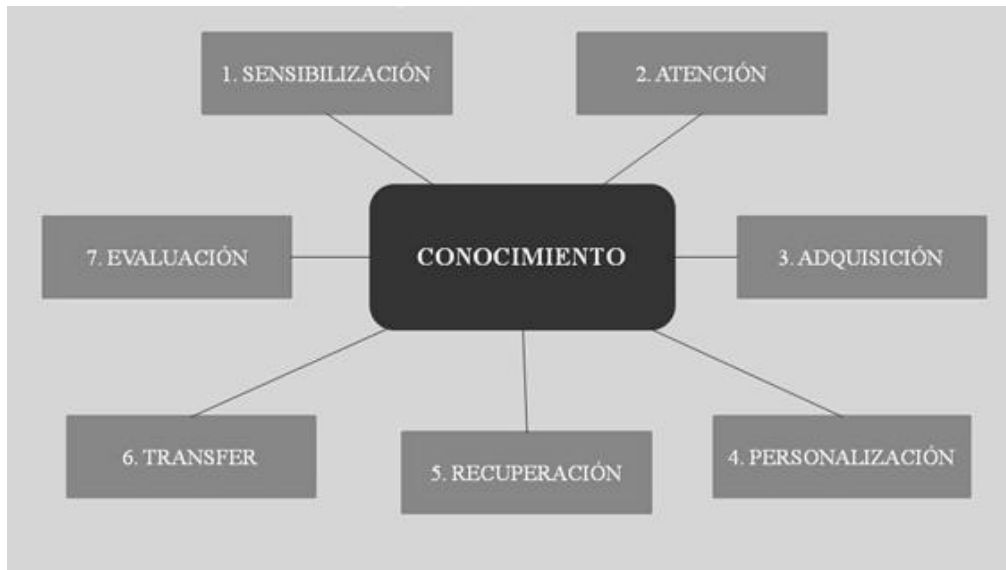 1. SENSIBILIZACIÓN
2. ATENCIÓN
7. EVALUACIÓN
CONOCIMIENTO
3. ADQUISICIÓN
6. TRANSFER
5. RECUPERACIÓN
4. PERSONALIZACIÓN